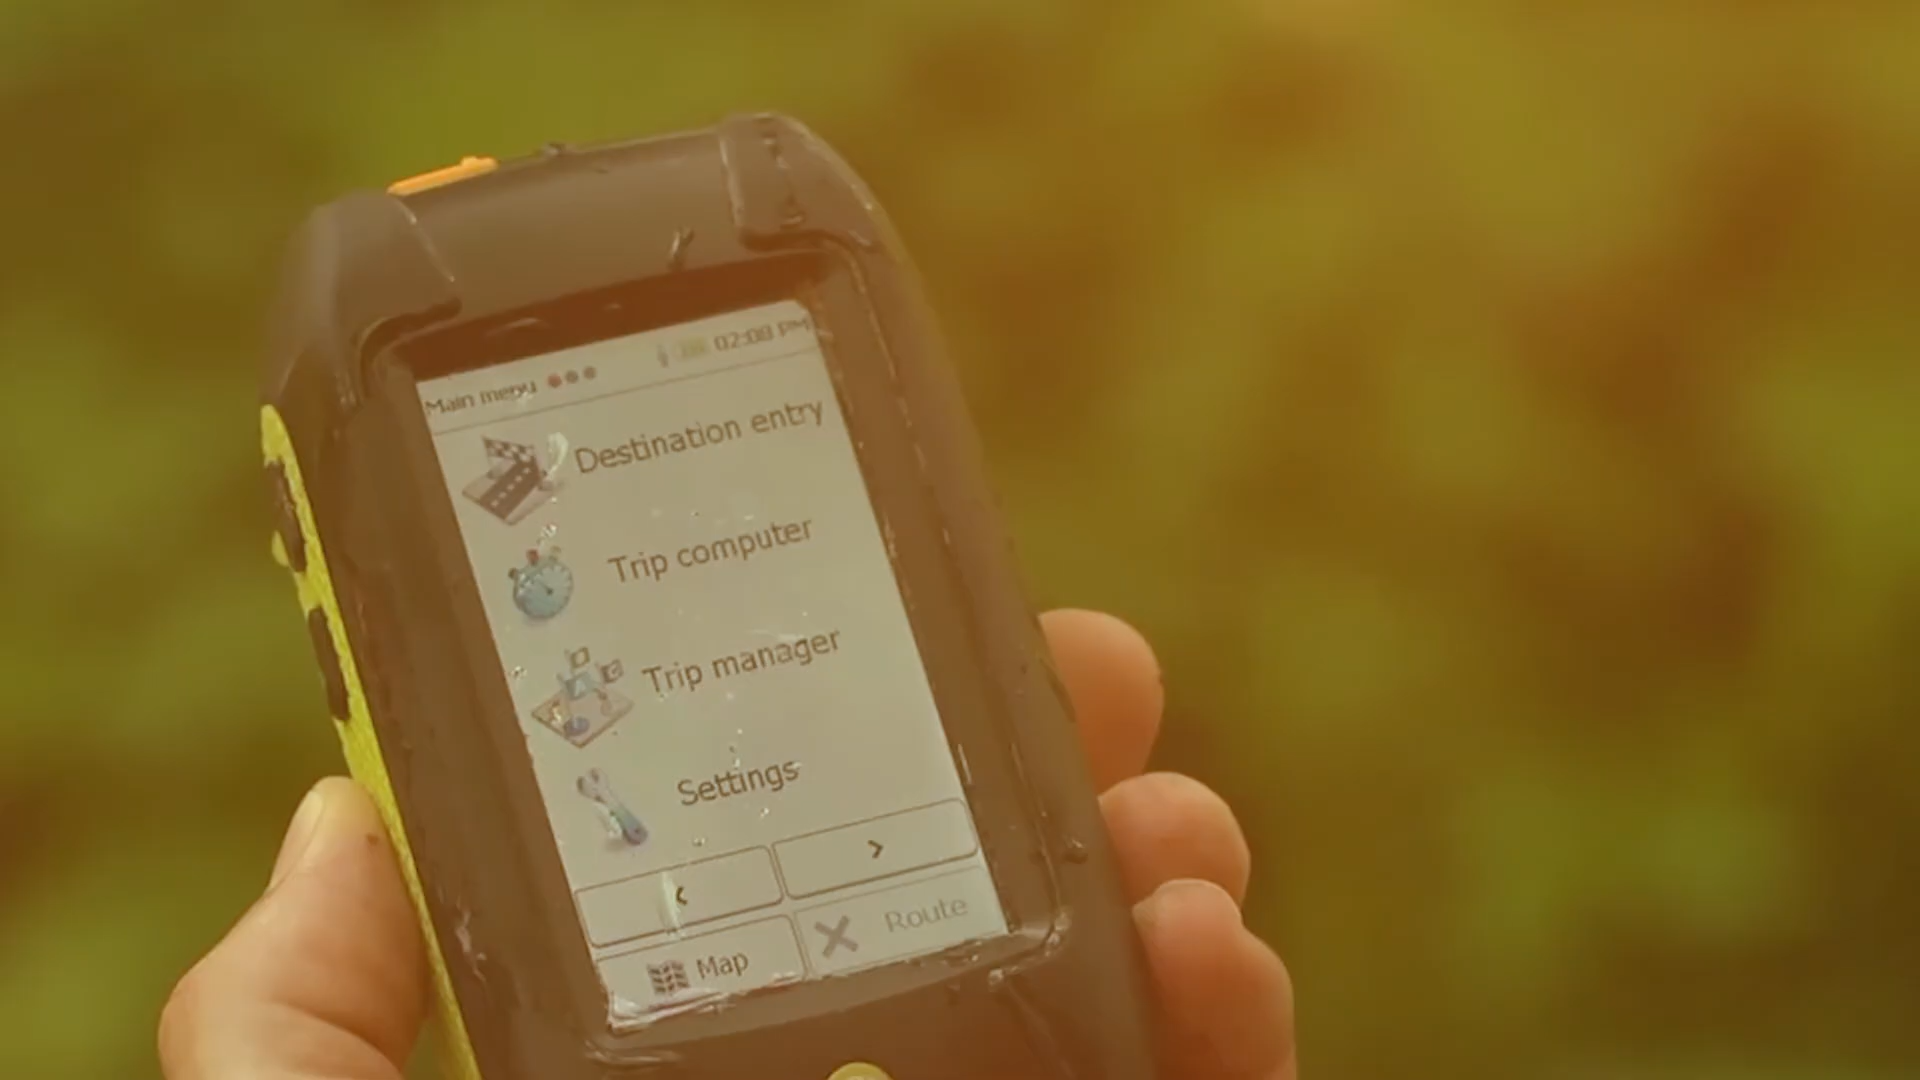 Main menu 02:08 PM
Destination entry
Trip computer
Trip manager
Settings
< >
Map Route